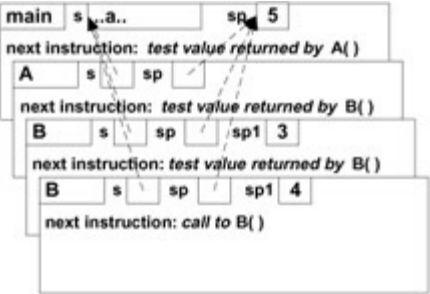 main s ..a.. sp 5
next instruction: test value returned by A( )
A s sp
next instruction: test value returned by B( )
B s sp sp1 3
next instruction: test value returned by B( )
B s sp sp1 4
next instruction: call to B( )